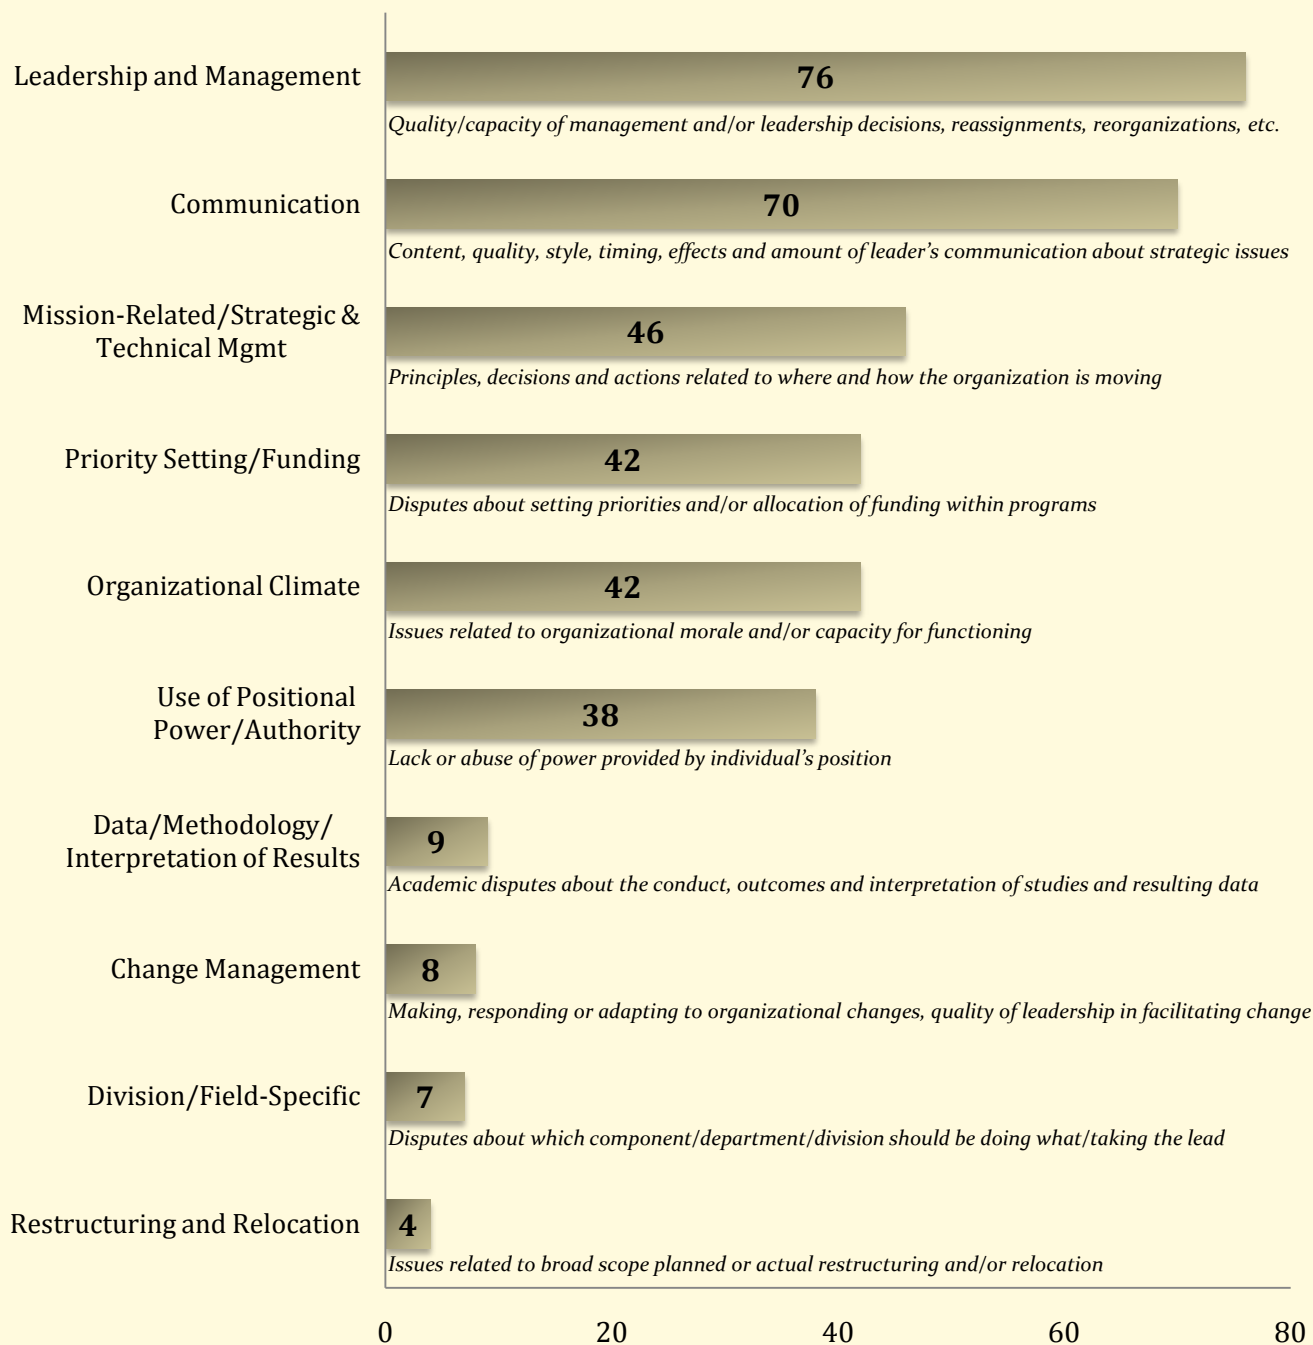 Leadership and Management
76
Quality/capacity of management and/or leadership decisions, reassignments, reorganizations, etc.
Communication
70
Content, quality, style, timing, effects and amount of leader's communication about strategic issues
Mission-Related/Strategic &
Technical Mgmt
46
Principles, decisions and actions related to where and how the organization is moving
Priority Setting/Funding
42
Disputes about setting priorities and/or allocation of funding within programs
Organizational Climate
42
Issues related to organizational morale and/or capacity for functioning
Use of Positional
Power/Authority
38
Lack or abuse of power provided by individual's position
Data/Methodology/
Interpretation of Results
9
Academic disputes about the conduct, outcomes and interpretation of studies and resulting data
Change Management
8
Making, responding or adapting to organizational changes, quality of leadership in facilitating change
Division/Field-Specific
7
Disputes about which component/department/division should be doing what/taking the lead
Restructuring and Relocation
4
Issues related to broad scope planned or actual restructuring and/or relocation
0 20 40 60 80